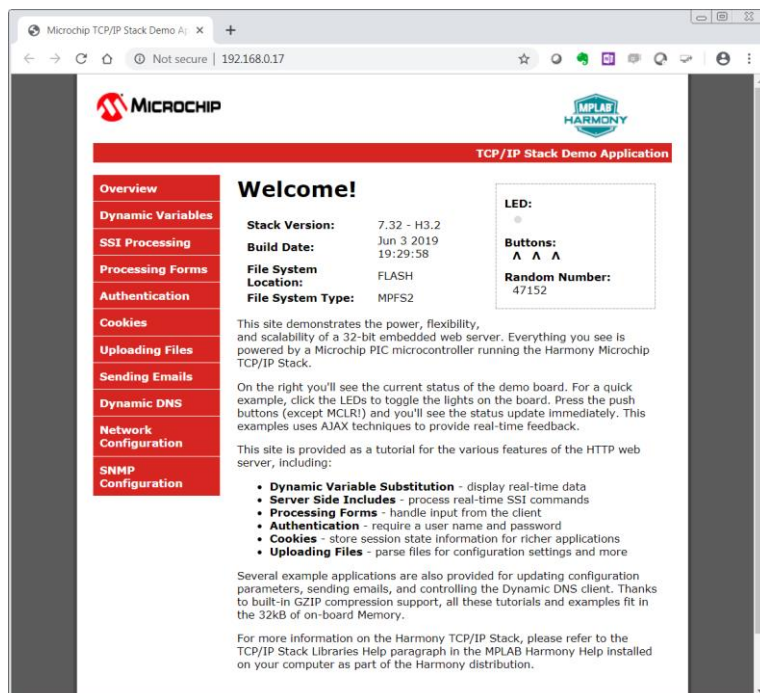 Microchip TCP/IP Stack Demo Ap
Not secure | 192.168.0.17
MICROCHIP
MPLAB
HARMONY
TCP/IP Stack Demo Application
Overview
Dynamic Variables
SSI Processing
Processing Forms
Authentication
Cookies
Uploading Files
Sending Emails
Dynamic DNS
Network
Configuration
SNMP
Configuration
Welcome!
Stack Version: 7.32 - H3.2
Build Date: Jun 3 2019
19:29:58
File System
Location: FLASH
File System Type: MPFS2
LED:
Buttons:
Λ Λ Λ
Random Number:
47152
This site demonstrates the power, flexibility,
and scalability of a 32-bit embedded web server. Everything you see is
powered by a Microchip PIC microcontroller running the Harmony Microchip
TCP/IP Stack.
On the right you'll see the current status of the demo board. For a quick
example, click the LEDs to toggle the lights on the board. Press the push
buttons (except MCLR!) and you'll see the status update immediately. This
examples uses AJAX techniques to provide real-time feedback.
This site is provided as a tutorial for the various features of the HTTP web
server, including:
• Dynamic Variable Substitution - display real-time data
• Server Side Includes - process real-time SSI commands
• Processing Forms - handle input from the client
• Authentication - require a user name and password
• Cookies - store session state information for richer applications
• Uploading Files - parse files for configuration settings and more
Several example applications are also provided for updating configuration
parameters, sending emails, and controlling the Dynamic DNS client. Thanks
to built-in GZIP compression support, all these tutorials and examples fit in
the 32kB of on-board Memory.
For more information on the Harmony TCP/IP Stack, please refer to the
TCP/IP Stack Libraries Help paragraph in the MPLAB Harmony Help installed
on your computer as part of the Harmony distribution.